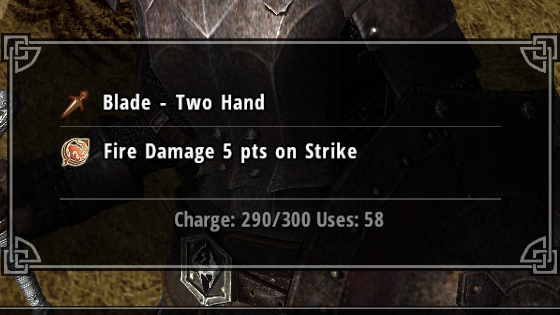 Blade - Two Hand
Fire Damage 5 pts on Strike
Charge: 290/300 Uses: 58